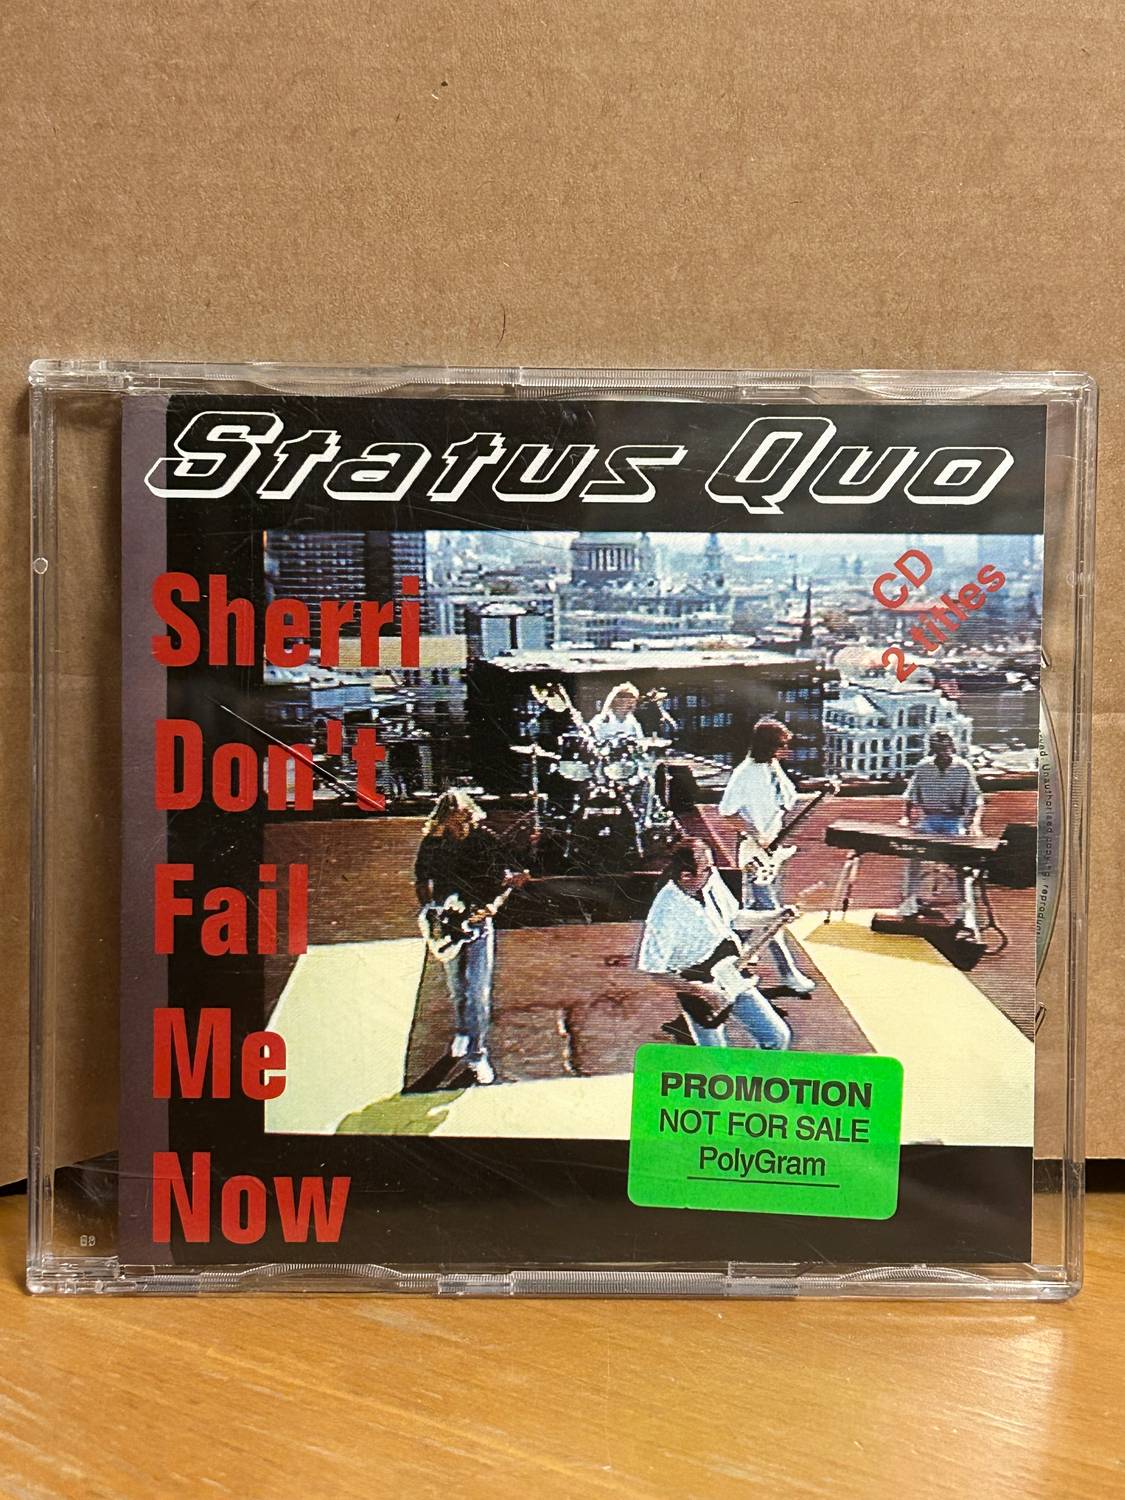 Status Quo
CD
2 titles
Sherri
Don't
Fail
Me
Now
PROMOTION
NOT FOR SALE
PolyGram